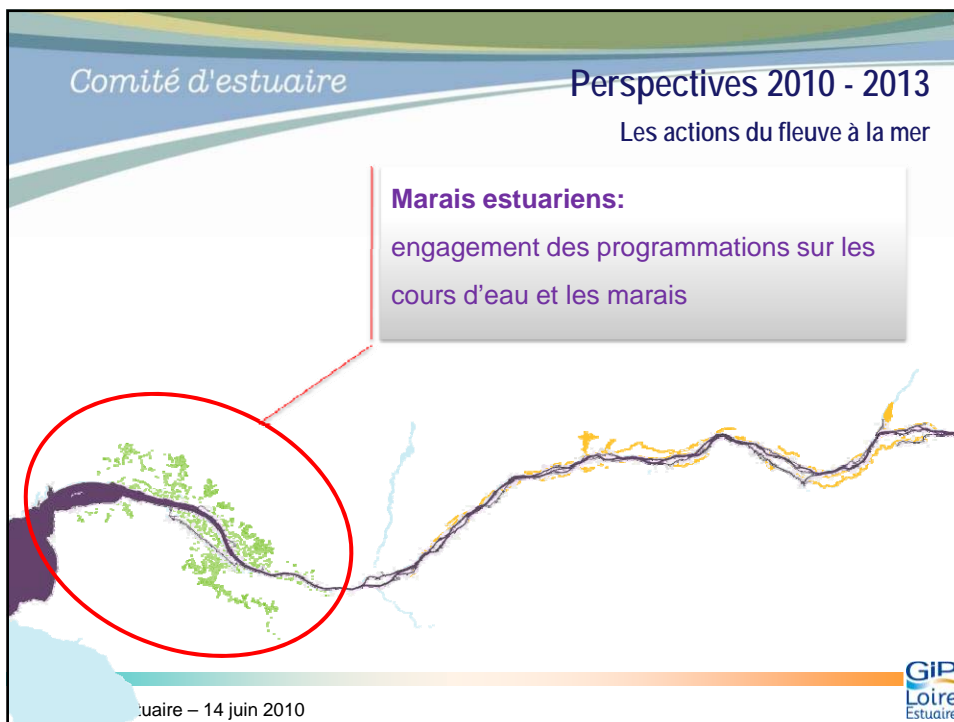 Comité d'estuaire
Perspectives 2010 - 2013
Les actions du fleuve à la mer
Marais estuariens:
engagement des programmations sur les
cours d'eau et les marais
tuaire – 14 juin 2010
GiP
Loire
Estuaire